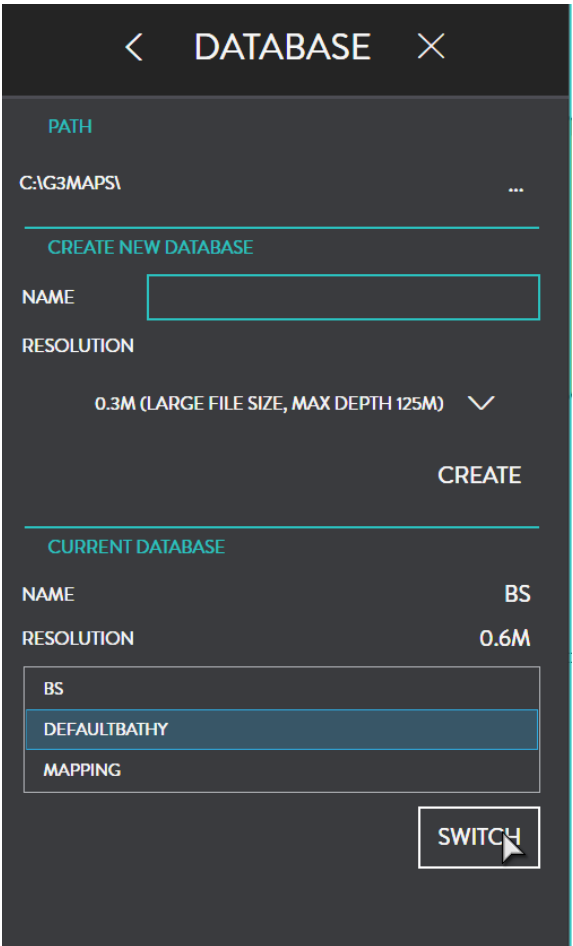 DATABASE
PATH
C:\G3MAPS\
...
CREATE NEW DATABASE
NAME
RESOLUTION
0.3M (LARGE FILE SIZE, MAX DEPTH 125M)
CREATE
CURRENT DATABASE
NAME BS
RESOLUTION 0.6M
BS
DEFAULTBATHY
MAPPING
SWITCH